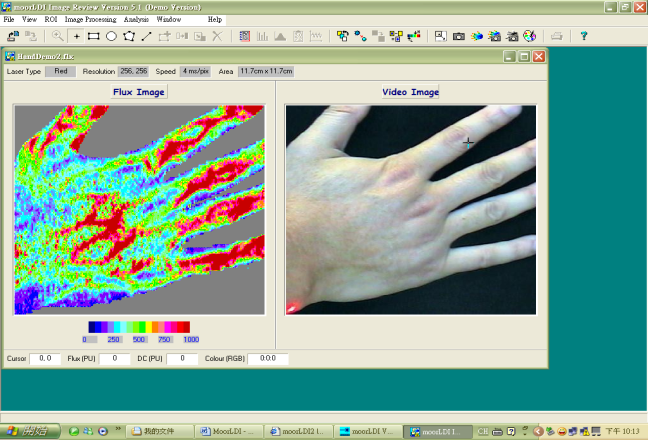 moorLDI Image Review Version 5.1 (Demo Version)
File View ROI Image Processing Analysis Window Help
HandDemo2.flx
Laser Type Red Resolution 256, 256 Speed 4 ms/pix Area 11.7cm x 11.7cm
Flux Image Video Image
0 250 500 750 1000
Cursor 0, 0 Flux (PU) 0 DC (PU) 0 Colour (RGB) 0:0:0
開始 我的文件 MoorLDI - ... moorLDI2 l... moorLDI V... moorLDI I... CH 下午 10:13